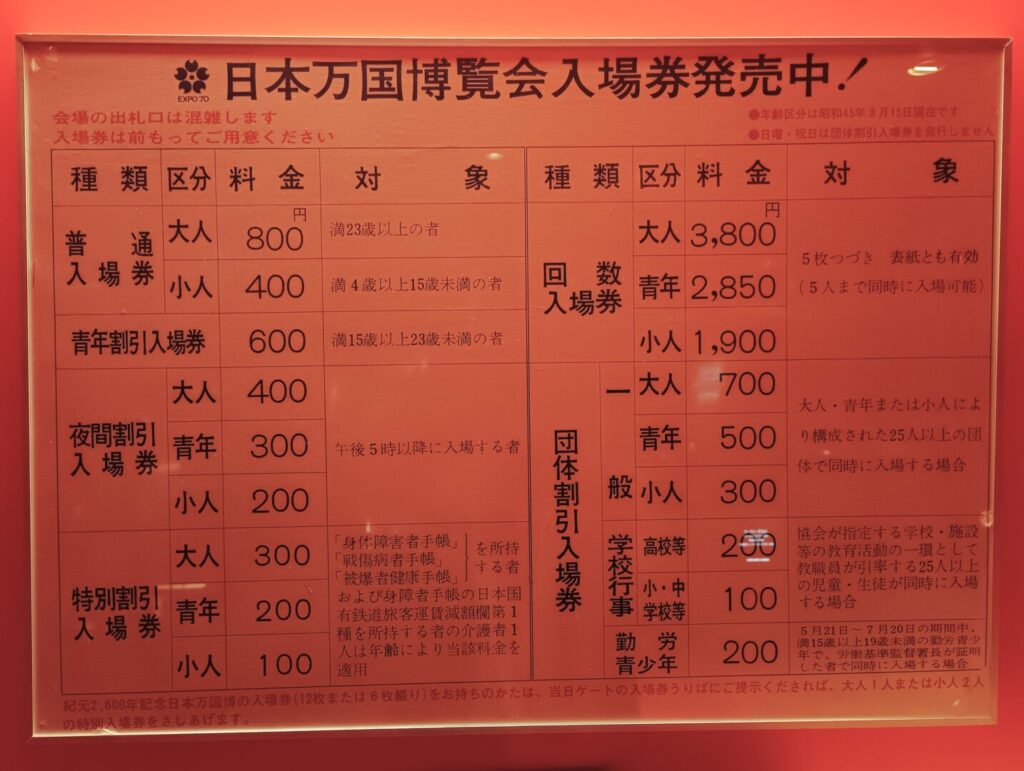 EXPO'70
日本万国博覧会入場券発売中!
会場の出札口は混雑します
入場券は前もってご用意ください
●年齢区分は昭和45年3月15日現在です
●日曜・祝日は団体割引入場券を発行しません
種類 区分 料金 対象
普通入場券 大人 800円 満23歳以上の者
小人 400 満4歳以上15歳未満の者
青年割引入場券 600 満15歳以上23歳未満の者
夜間割引入場券 大人 400 午後5時以降に入場する者
青年 300
小人 200
特別割引入場券 大人 300
青年 200
小人 100
「身体障害者手帳」
「戦傷病者手帳」
「被爆者健康手帳」
を所持
する者
および身障者手帳の日本国
有鉄道旅客運賃減額欄第1
種を所持する者の介護者1
人は年齢により当該料金を
適用
種類 区分 料金 対象
回数入場券 大人 3,800円
青年 2,850
小人 1,900
5枚つづき 表紙とも有効
(5人まで同時に入場可能)
団体割引入場券
一般 大人 700
青年 500
小人 300
大人・青年または小人によ
り構成された25人以上の団
体で同時に入場する場合
学校行事 高校等 200
小・中学校等 100
協会が指定する学校・施設
等の教育活動の一環として
教職員が引率する25人以上
の児童・生徒が同時に入場
する場合
勤労青少年 200
5月21日~7月20日の期間中、
満15歳以上19歳未満の勤労青少
年で、労働基準監督署長が証明
した者で同時に入場する場合
紀元2,600年記念日本万国博の入場券(12枚または6枚綴り)をお持ちのかたは、当日ゲートの入場券うりばにご提示くだされば、大人1人または小人2人
の特別入場券をさしあげます。